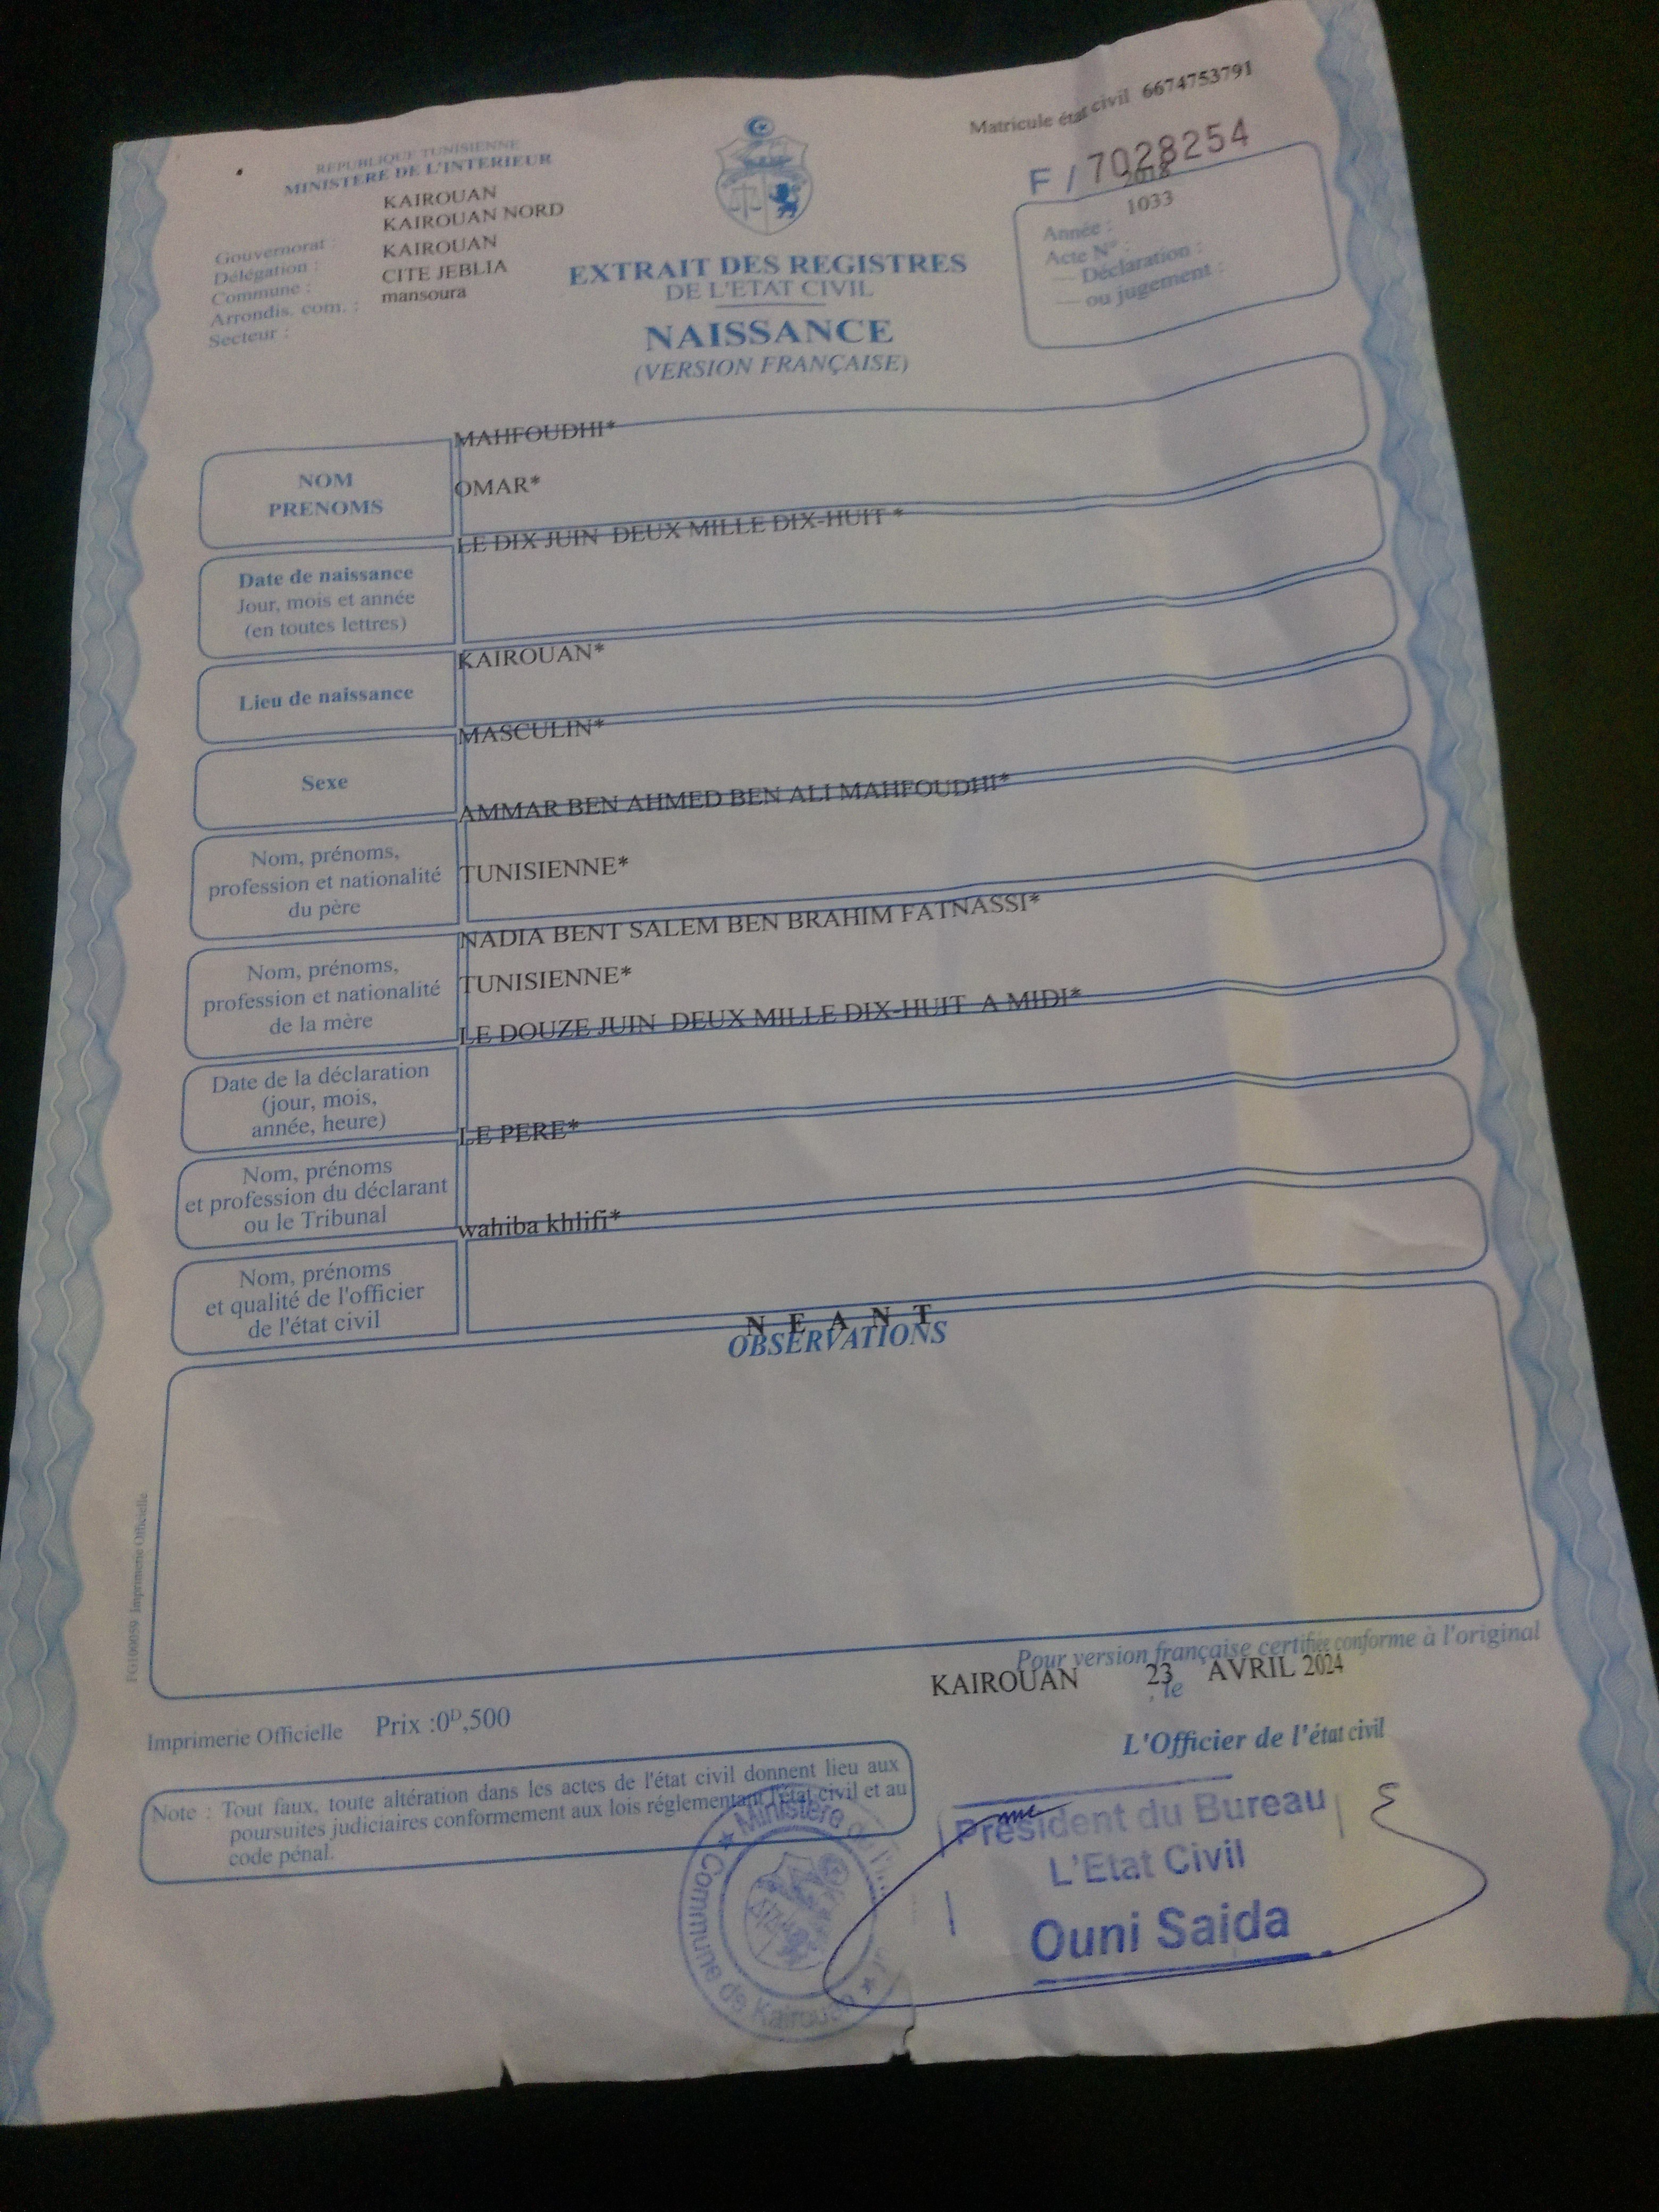 REPUBLIQUE TUNISIENNE
MINISTERE DE L'INTERIEUR
Matricule état civil 6674753791
F / 7028254
Gouvernorat : KAIROUAN
Délégation : KAIROUAN NORD
Commune : KAIROUAN
Arrondis. com. : CITE JEBLIA
Secteur : mansoura
EXTRAIT DES REGISTRES
DE L'ETAT CIVIL
NAISSANCE
(VERSION FRANÇAISE)
Année : 2018
Acte N° : 1033
— Déclaration :
— ou jugement :
NOM
PRENOMS
MAHFOUDHI*
OMAR*
Date de naissance
Jour, mois et année
(en toutes lettres)
LE DIX JUIN DEUX MILLE DIX-HUIT *
Lieu de naissance
KAIROUAN*
Sexe
MASCULIN*
Nom, prénoms,
profession et nationalité
du père
AMMAR BEN AHMED BEN ALI MAHFOUDHI*
TUNISIENNE*
Nom, prénoms,
profession et nationalité
de la mère
NADIA BENT SALEM BEN BRAHIM FATNASSI*
TUNISIENNE*
Date de la déclaration
(jour, mois,
année, heure)
LE DOUZE JUIN DEUX MILLE DIX-HUIT A MIDI*
Nom, prénoms
et profession du déclarant
ou le Tribunal
LE PERE*
Nom, prénoms
et qualité de l'officier
de l'état civil
wahiba khlifi*
N E A N T
OBSERVATIONS
FG100059 Imprimerie Officielle
Pour version française certifiée conforme à l'original
KAIROUAN , le 23 AVRIL 2024
Imprimerie Officielle Prix :0D,500
L'Officier de l'état civil
Note : Tout faux, toute altération dans les actes de l'état civil donnent lieu aux
poursuites judiciaires conformement aux lois réglementant l'état civil et au
code pénal.
Ministère
Commune de Kairouan
Président du Bureau
L'Etat Civil
Ouni Saida